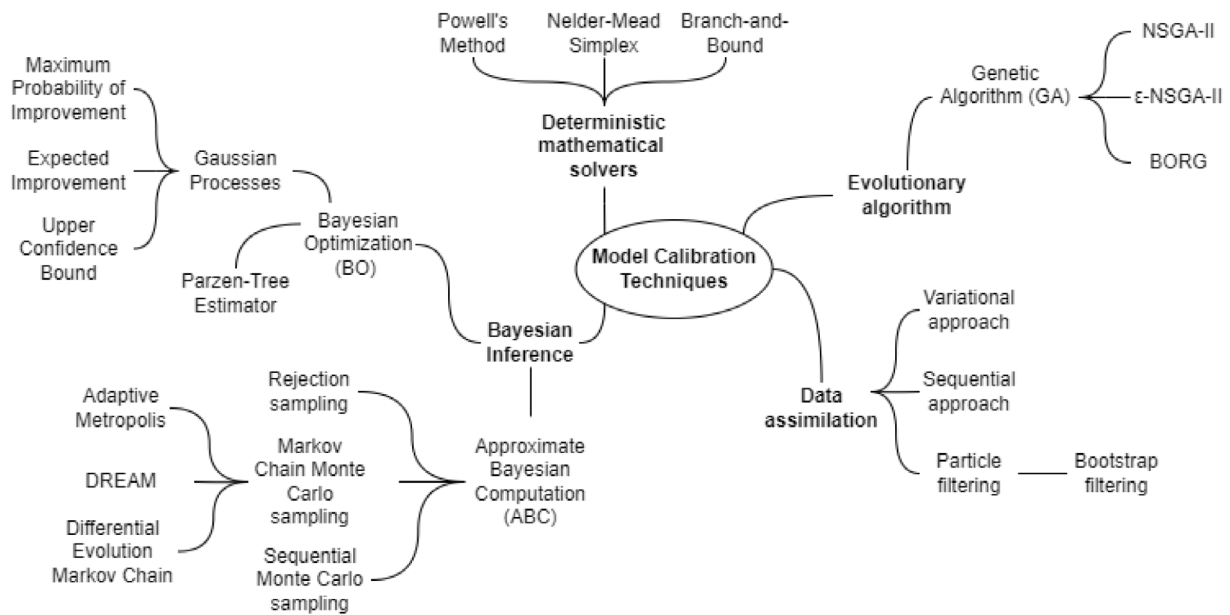 Powell's
Method
Nelder-Mead
Simplex
Branch-and-
Bound
Deterministic
mathematical
solvers
Maximum
Probability of
Improvement
Expected
Improvement
Upper
Confidence
Bound
Gaussian
Processes
Parzen-Tree
Estimator
Bayesian
Optimization
(BO)
Model Calibration
Techniques
Evolutionary
algorithm
Genetic
Algorithm (GA)
NSGA-II
ε-NSGA-II
BORG
Bayesian
Inference
Approximate
Bayesian
Computation
(ABC)
Rejection
sampling
Markov
Chain Monte
Carlo
sampling
Sequential
Monte Carlo
sampling
Adaptive
Metropolis
DREAM
Differential
Evolution
Markov Chain
Data
assimilation
Variational
approach
Sequential
approach
Particle
filtering
Bootstrap
filtering